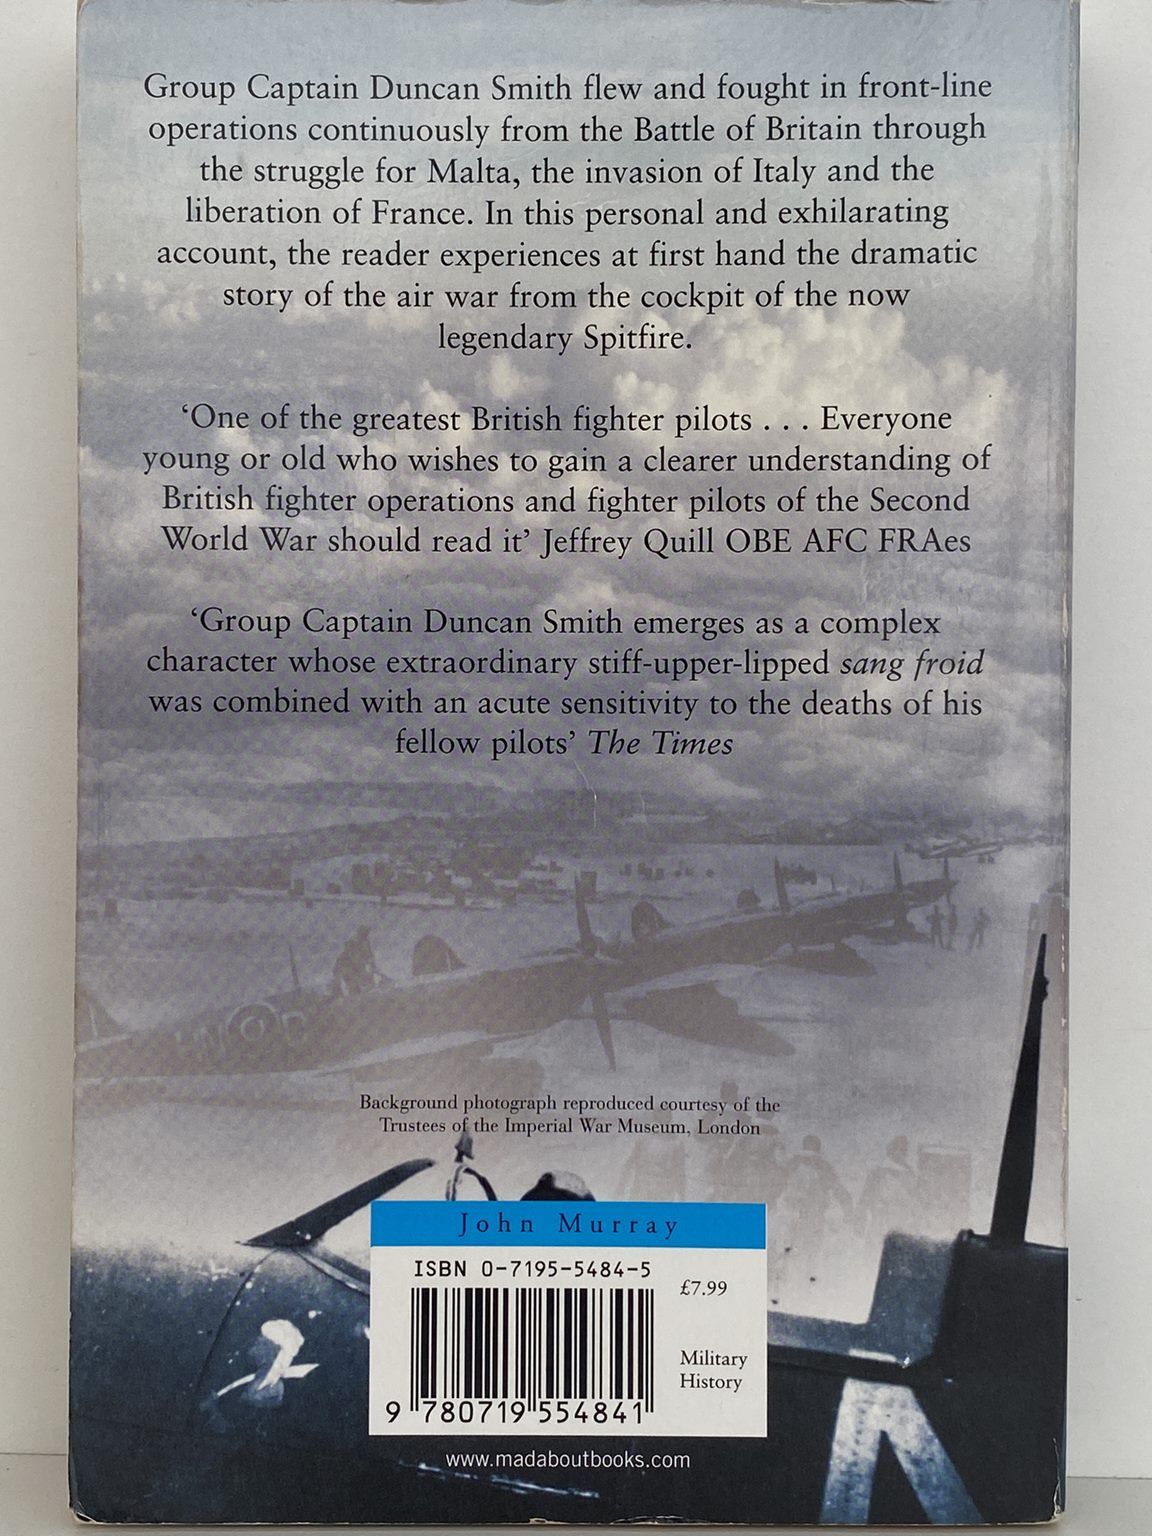 Group Captain Duncan Smith flew and fought in front-line
operations continuously from the Battle of Britain through
the struggle for Malta, the invasion of Italy and the
liberation of France. In this personal and exhilarating
account, the reader experiences at first hand the dramatic
story of the air war from the cockpit of the now
legendary Spitfire.
‘One of the greatest British fighter pilots . . . Everyone
young or old who wishes to gain a clearer understanding of
British fighter operations and fighter pilots of the Second
World War should read it’ Jeffrey Quill OBE AFC FRAes
‘Group Captain Duncan Smith emerges as a complex
character whose extraordinary stiff-upper-lipped sang froid
was combined with an acute sensitivity to the deaths of his
fellow pilots’ The Times
Background photograph reproduced courtesy of the
Trustees of the Imperial War Museum, London
John Murray
ISBN 0-7195-5484-5
£7.99
Military
History
9 780719 554841
www.madaboutbooks.com